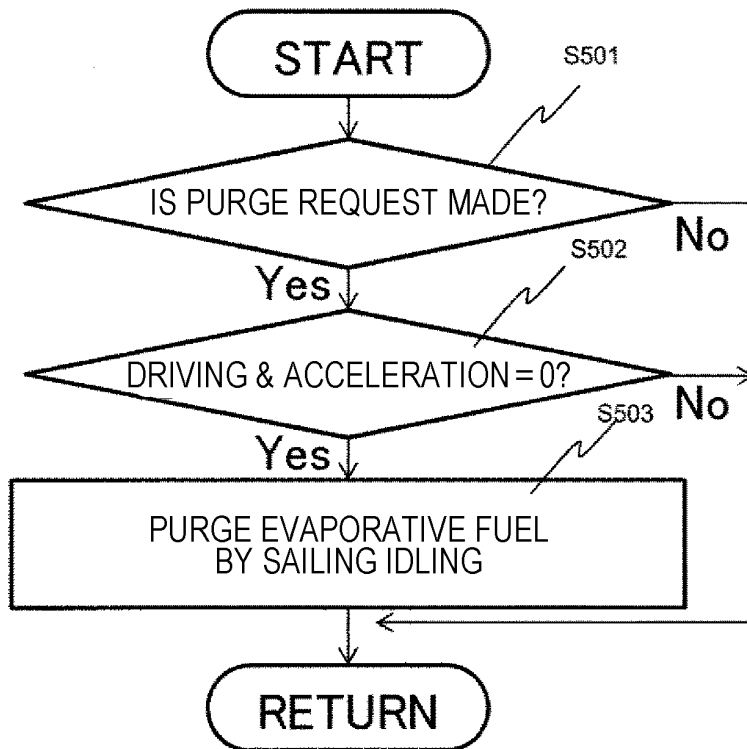 START
S501
IS PURGE REQUEST MADE?
No
Yes
S502
DRIVING & ACCELERATION = 0?
No
Yes
S503
PURGE EVAPORATIVE FUEL
BY SAILING IDLING
RETURN